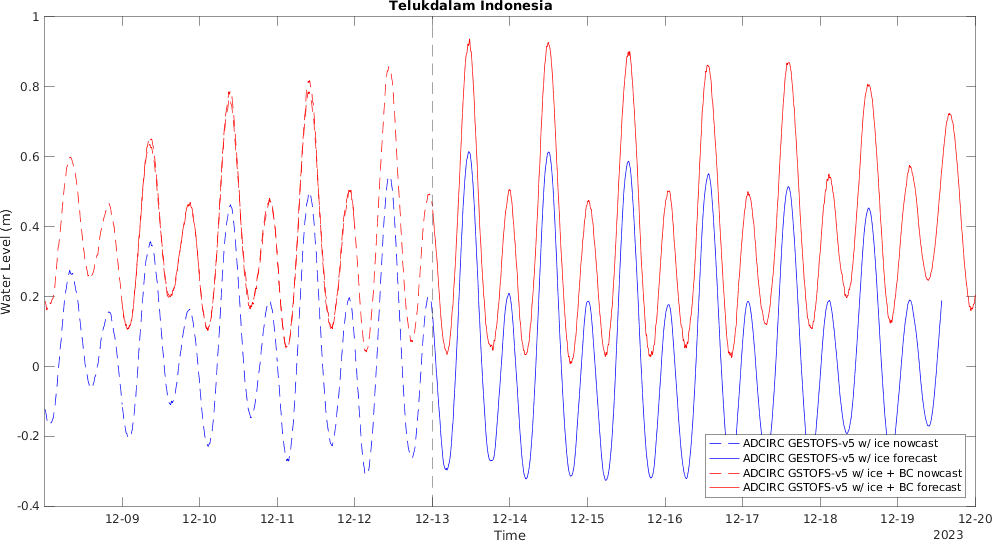 Telukdalam Indonesia
Water Level (m)
1
0.8
0.6
0.4
0.2
0
-0.2
-0.4
ADCIRC GESTOFS-v5 w/ ice nowcast
ADCIRC GESTOFS-v5 w/ ice forecast
ADCIRC GSTOFS-v5 w/ ice + BC nowcast
ADCIRC GSTOFS-v5 w/ ice + BC forecast
12-09 12-10 12-11 12-12 12-13 12-14 12-15 12-16 12-17 12-18 12-19 12-20
Time
2023